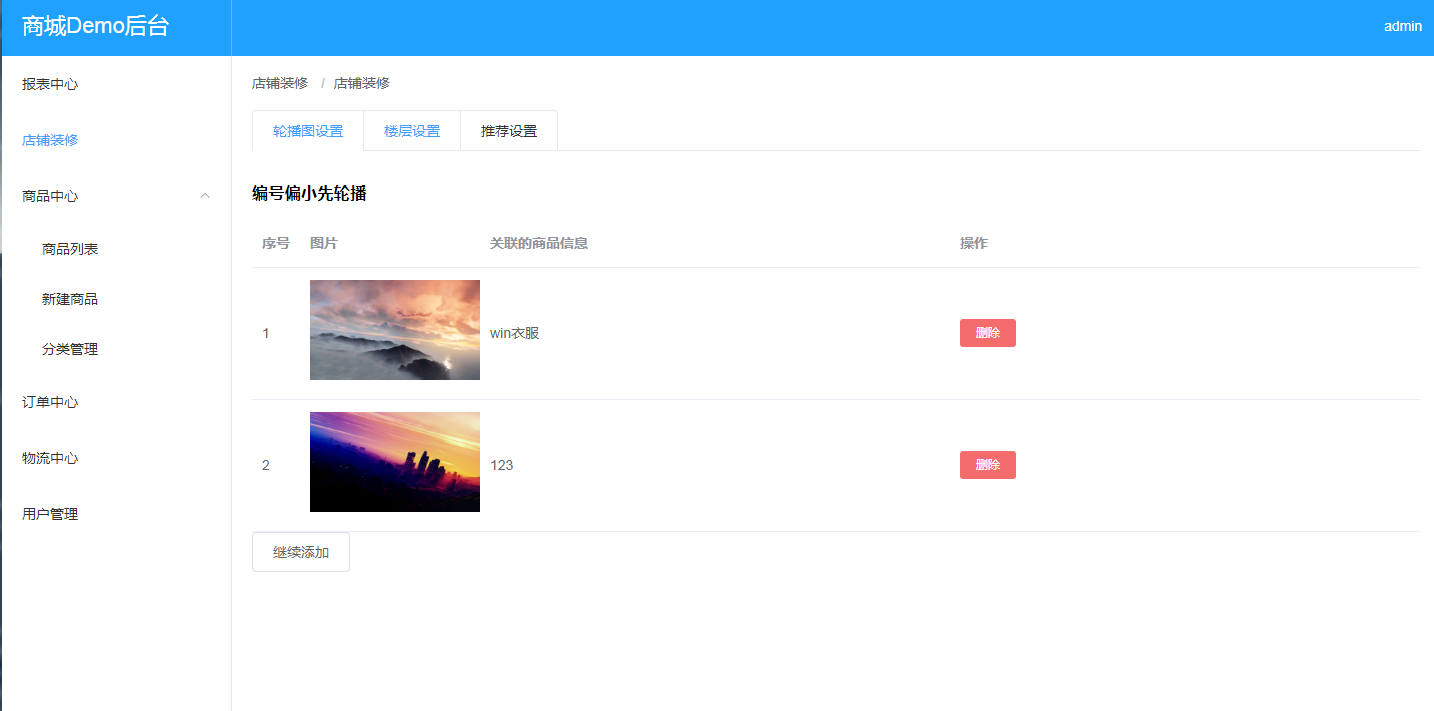 商城Demo后台
admin
报表中心
店铺装修
商品中心
商品列表
新建商品
分类管理
订单中心
物流中心
用户管理
店铺装修 / 店铺装修
轮播图设置 楼层设置 推荐设置
编号偏小先轮播
序号 图片 关联的商品信息 操作
1 win衣服 删除
2 123 删除
继续添加